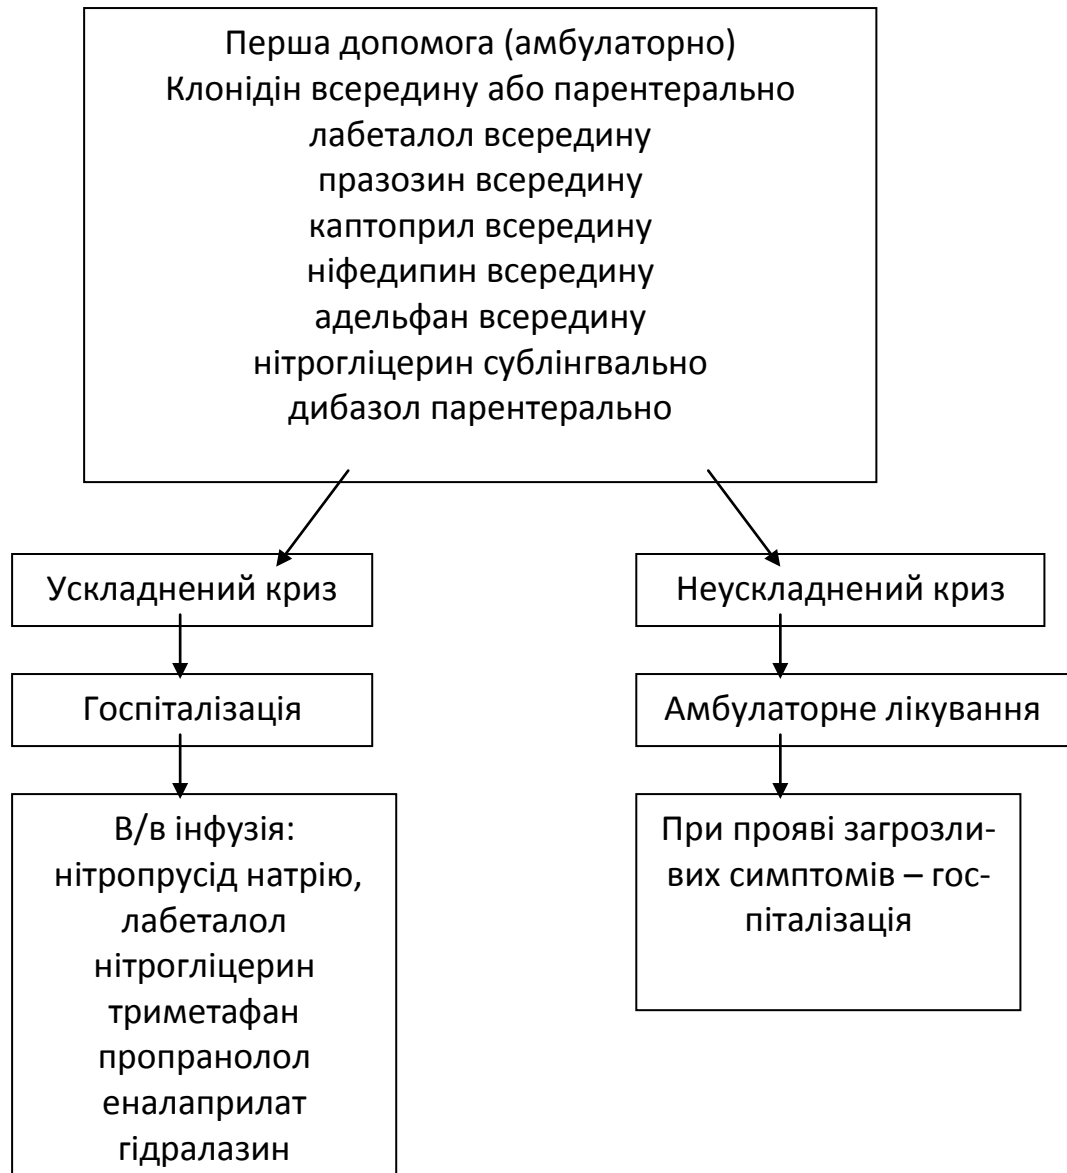 Перша допомога (амбулаторно)
Клонідін всередину або парентерально
лабеталол всередину
празозин всередину
каптоприл всередину
ніфедипин всередину
адельфан всередину
нітрогліцерин сублінгвально
дибазол парентерально
Ускладнений криз
Неускладнений криз
Госпіталізація
Амбулаторне лікування
В/в інфузія:
нітропрусід натрію,
лабеталол
нітрогліцерин
триметафан
пропранолол
еналаприлат
гідралазин
При прояві загрозли-
вих симптомів – гос-
піталізація